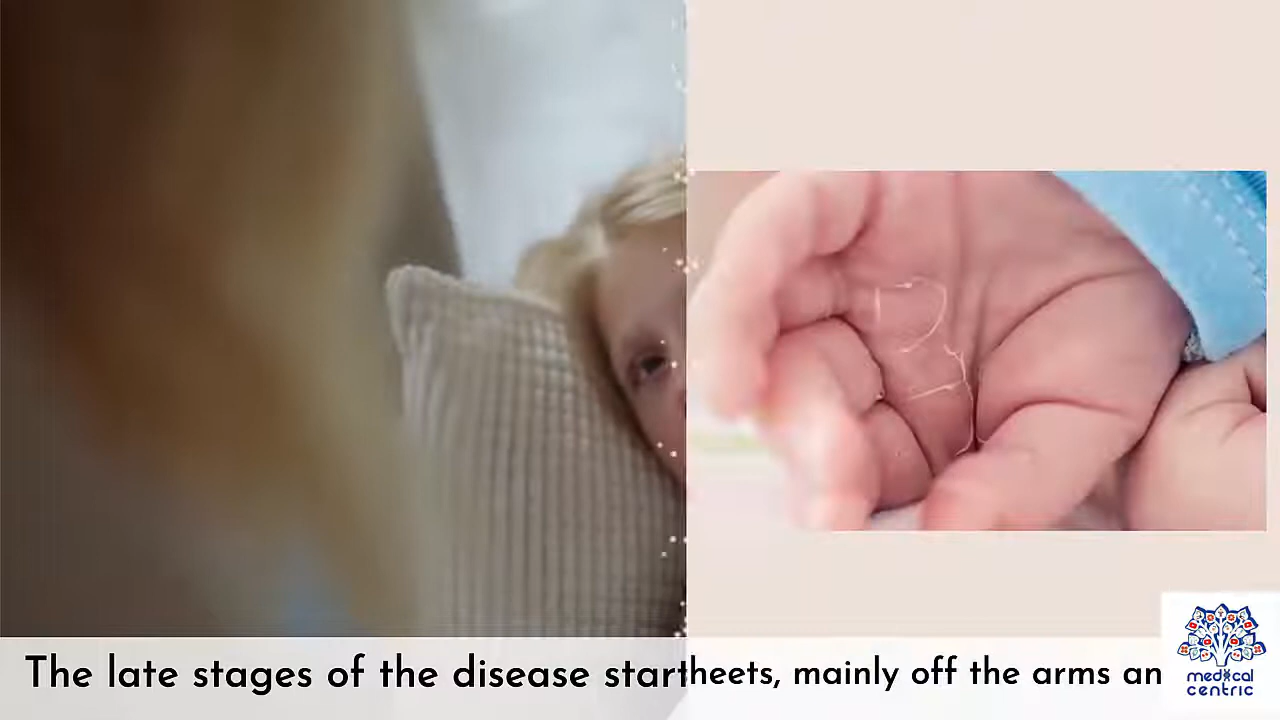 The late stages of the disease startheets, mainly off the arms an
medical
centric